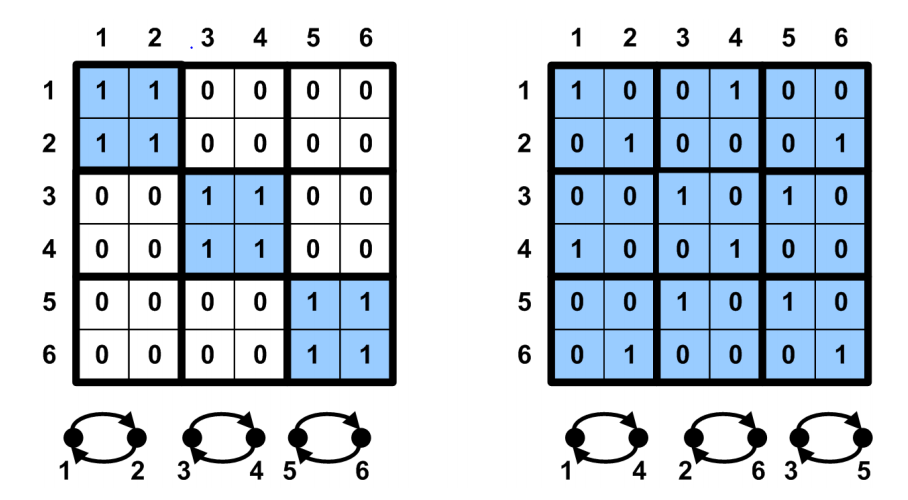 1 2 .3 4 5 6 1 2 3 4 5 6
1 1 1 0 0 0 0 1 1 0 0 1 0 0
2 1 1 0 0 0 0 2 0 1 0 0 0 1
3 0 0 1 1 0 0 3 0 0 1 0 1 0
4 0 0 1 1 0 0 4 1 0 0 1 0 0
5 0 0 0 0 1 1 5 0 0 1 0 1 0
6 0 0 0 0 1 1 6 0 1 0 0 0 1
1 2 3 4 5 6 1 4 2 6 3 5